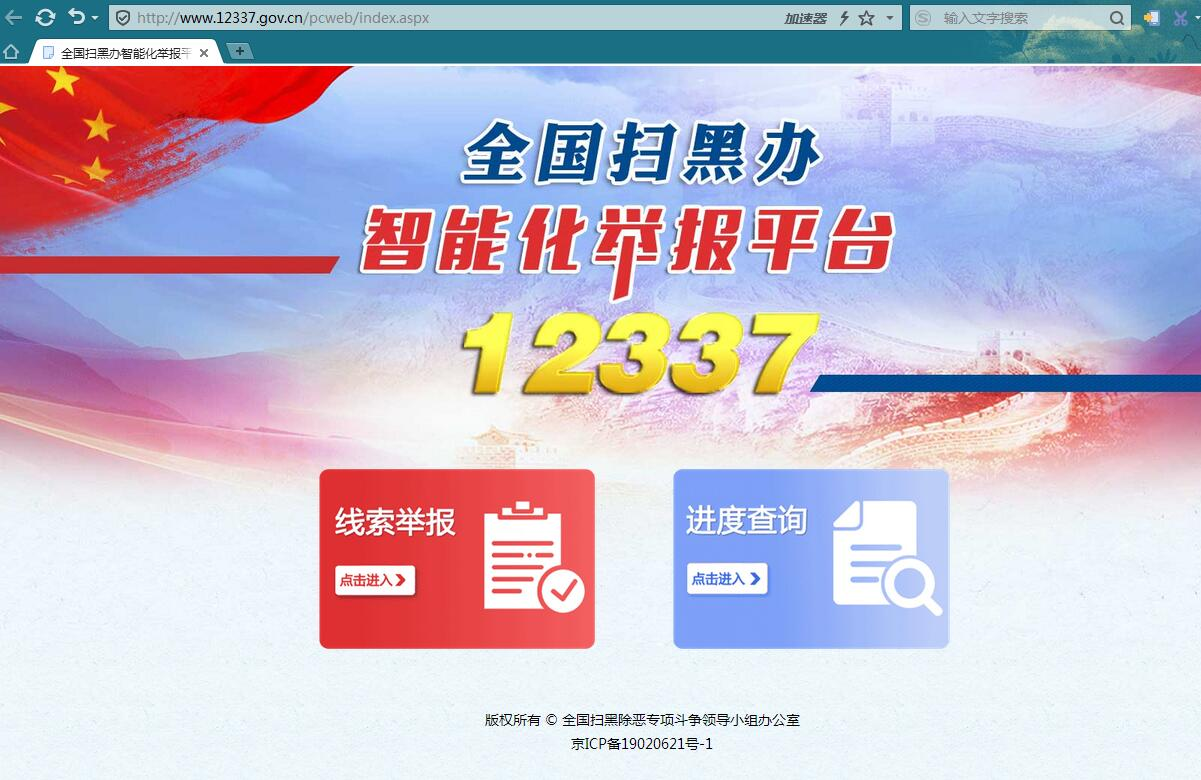 http://www.12337.gov.cn/pcweb/index.aspx
加速器
输入文字搜索
全国扫黑办智能化举报平
全国扫黑办
智能化举报平台
12337
线索举报
进度查询
点击进入
点击进入
版权所有 © 全国扫黑除恶专项斗争领导小组办公室
京ICP备19020621号-1